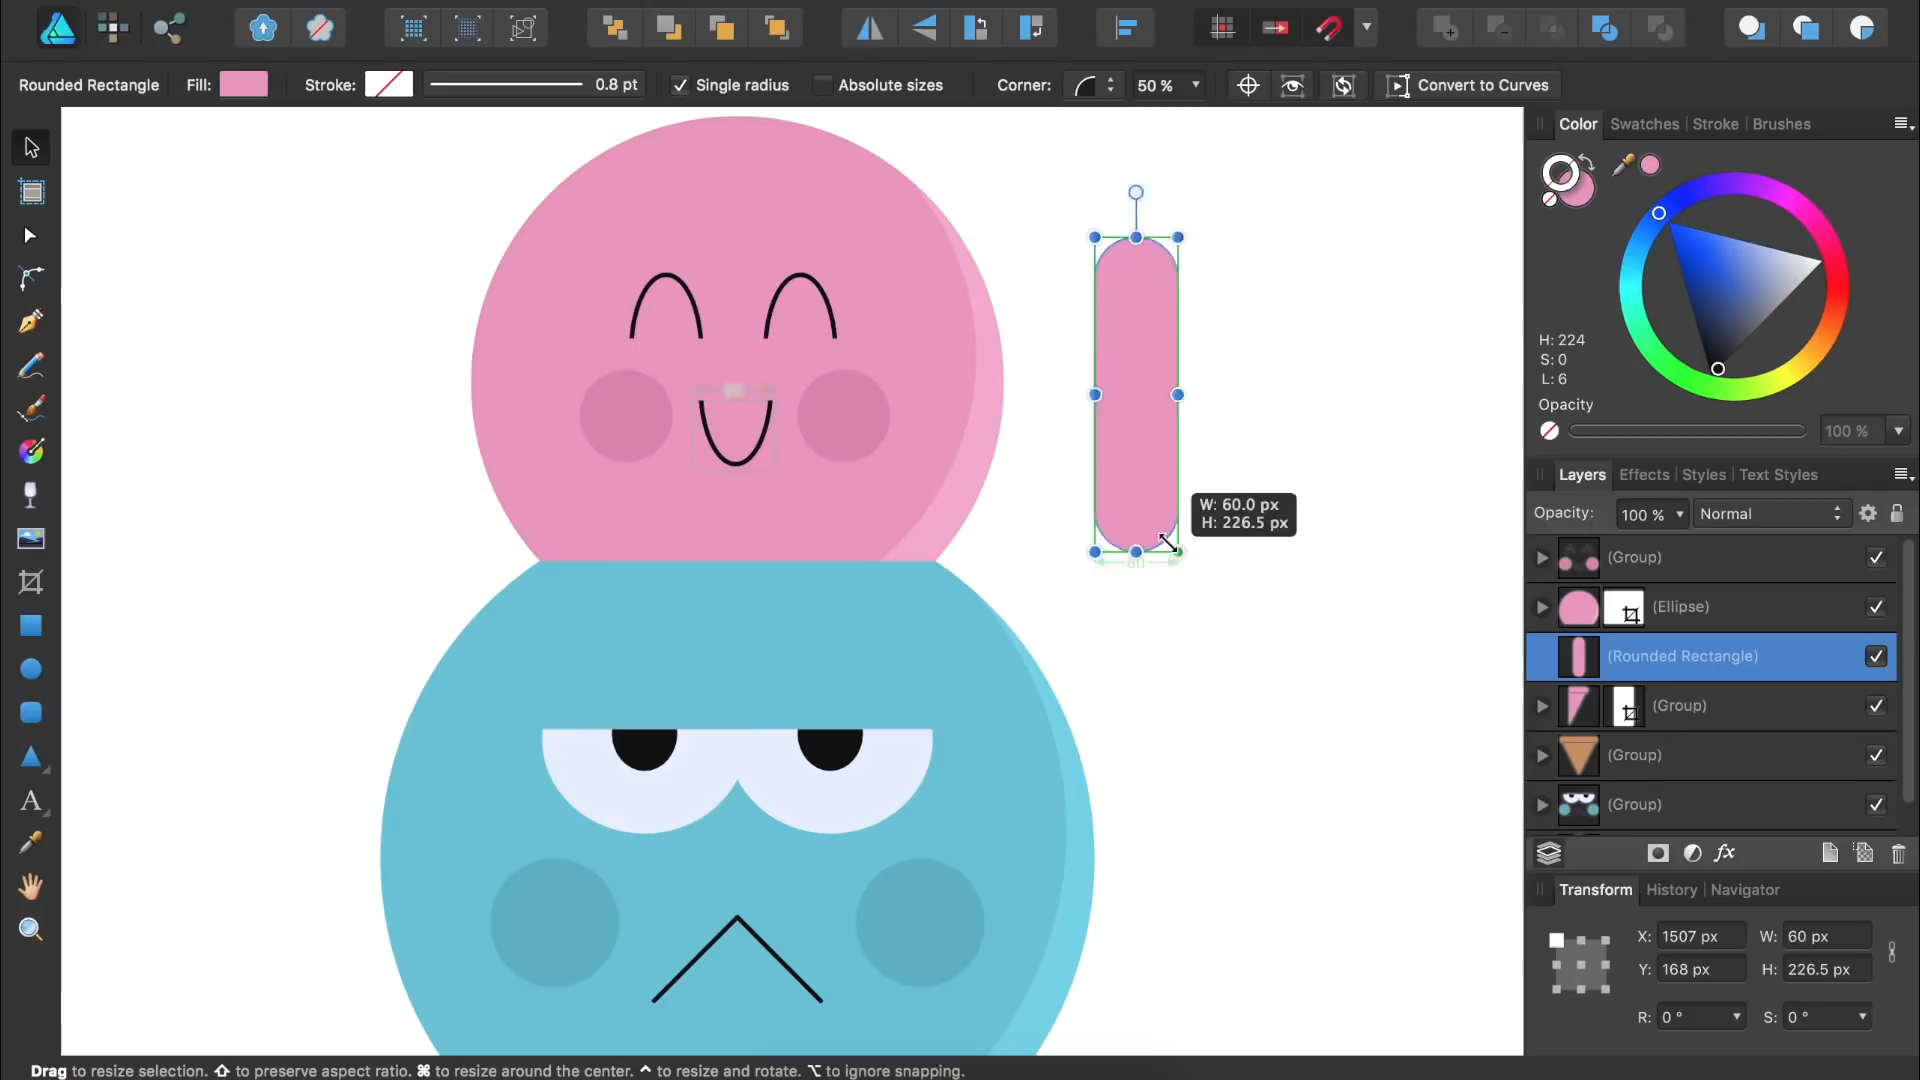 Rounded Rectangle Fill: Stroke: 0.8 pt Single radius Absolute sizes Corner: 50 % Convert to Curves
Color Swatches Stroke Brushes
H: 224
S: 0
L: 6
Opacity
100 %
Layers Effects Styles Text Styles
Opacity: 100 % Normal
(Group)
(Ellipse)
(Rounded Rectangle)
(Group)
(Group)
(Group)
W: 60.0 px
H: 226.5 px
60
A
fx
Transform History Navigator
X: 1507 px W: 60 px
Y: 168 px H: 226.5 px
R: 0 ° S: 0 °
Drag to resize selection. ⇧ to preserve aspect ratio. ⌘ to resize around the center. ^ to resize and rotate. ⌥ to ignore snapping.